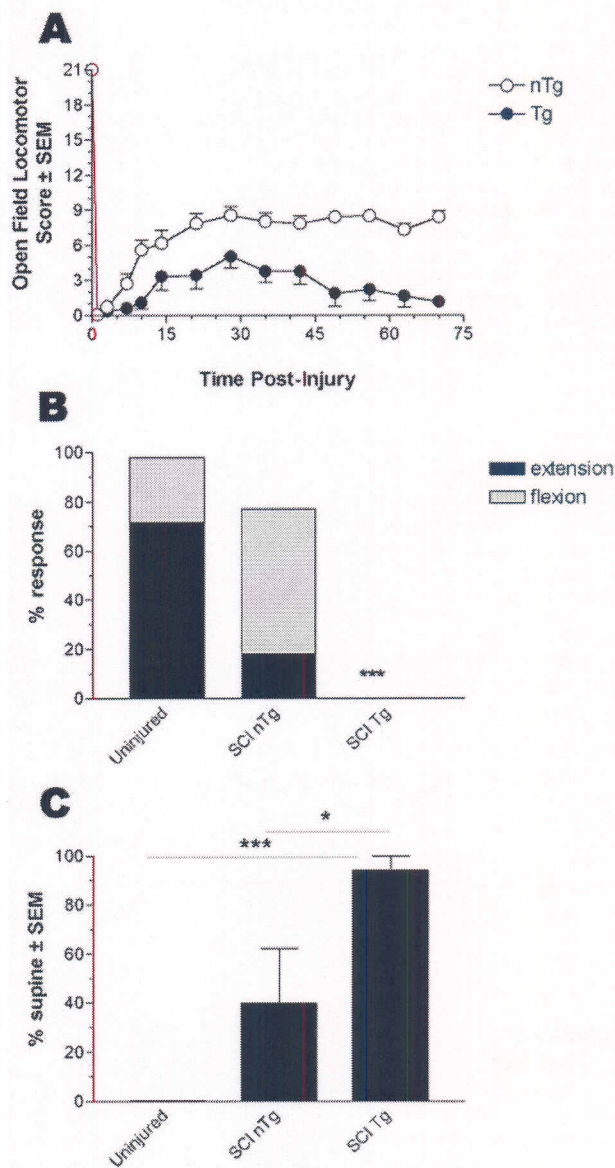 A
Open Field Locomotor
Score ± SEM
21
18
15
12
9
6
3
0
0 15 30 45 60 75
Time Post-Injury
nTg
Tg
B
% response
100
80
60
40
20
0
***
Uninjured
SCI nTg
SCI Tg
extension
flexion
C
% supine ± SEM
*
***
100
80
60
40
20
0
Uninjured
SCI nTg
SCI Tg